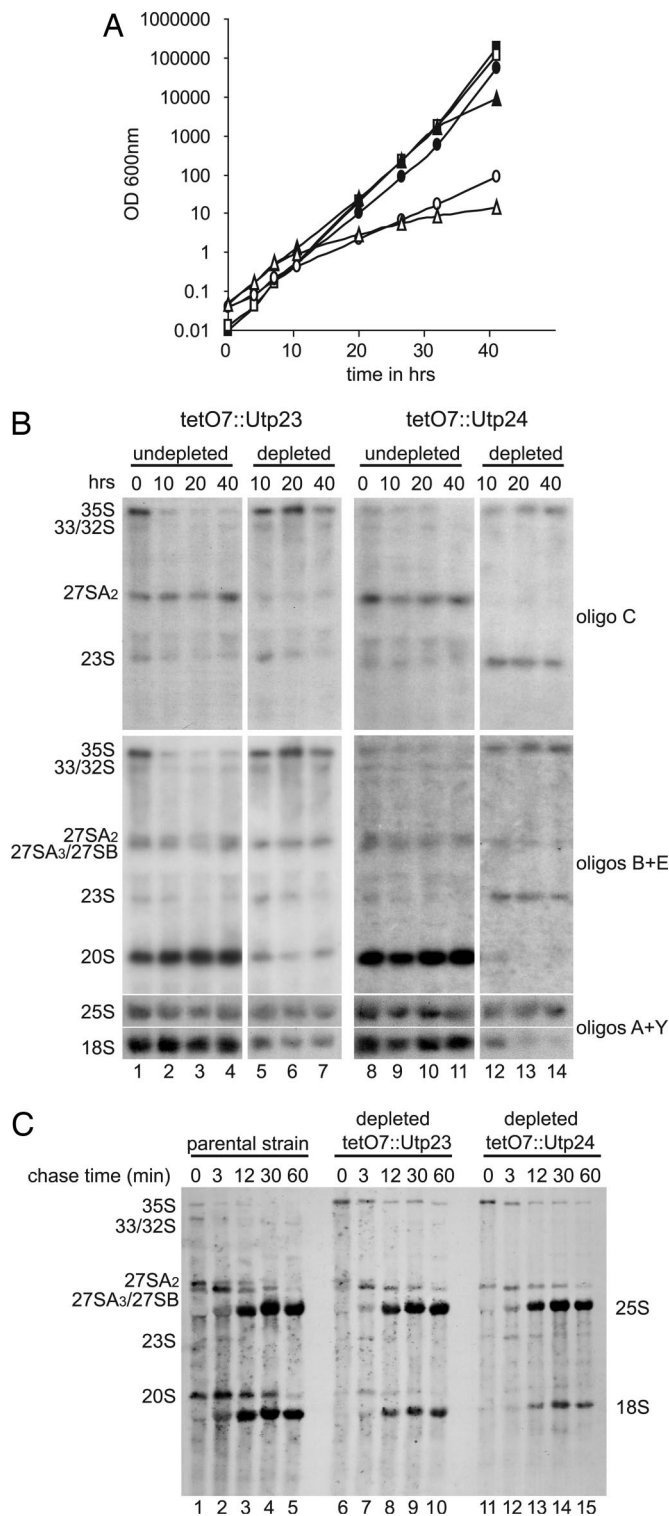 A
1000000
100000
10000
1000
100
10
1
0.1
0.01
OD 600nm
0 10 20 30 40
time in hrs
B
tetO7::Utp23 tetO7::Utp24
undepleted depleted undepleted depleted
hrs 0 10 20 40 10 20 40 0 10 20 40 10 20 40
35S
33/32S
27SA2
23S
oligo C
35S
33/32S
27SA2
27SA3/27SB
23S
20S
oligos B+E
25S
18S
oligos A+Y
1 2 3 4 5 6 7 8 9 10 11 12 13 14
C
parental strain depleted tetO7::Utp23 depleted tetO7::Utp24
chase time (min) 0 3 12 30 60 0 3 12 30 60 0 3 12 30 60
35S
33/32S
27SA2
27SA3/27SB
25S
23S
20S
18S
1 2 3 4 5 6 7 8 9 10 11 12 13 14 15